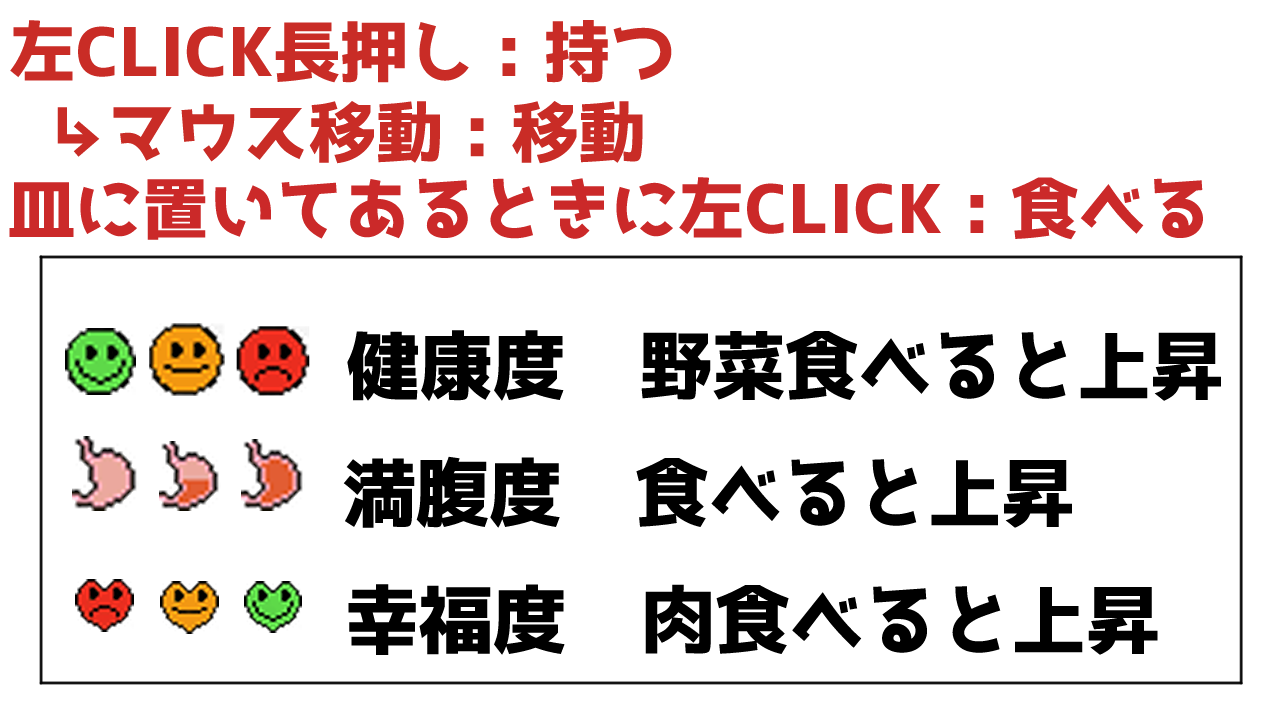 左CLICK長押し：持つ
↳マウス移動：移動
皿に置いてあるときに左CLICK：食べる
健康度　野菜食べると上昇
満腹度　食べると上昇
幸福度　肉食べると上昇